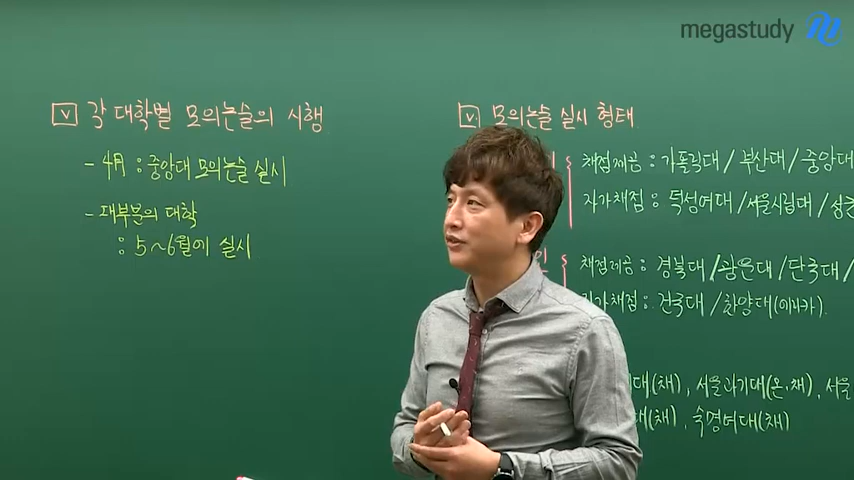 megastudy
V 각 대학별 모의논술의 시행
- 4月 : 중앙대 모의논술 실시
- 대부분의 대학
: 5~6월에 실시
V 모의논술 실시 형태
채점제공 : 가톨릭대 / 부산대 / 중앙대
자가채점 : 덕성여대 / 서울시립대 /
채점제공 : 경북대 / 광운대 / 단국대 /
자가채점 : 건국대 / 한양대(에리카).
대(채), 서울과기대(온.채), 서울
대(채), 숙명여대(채)